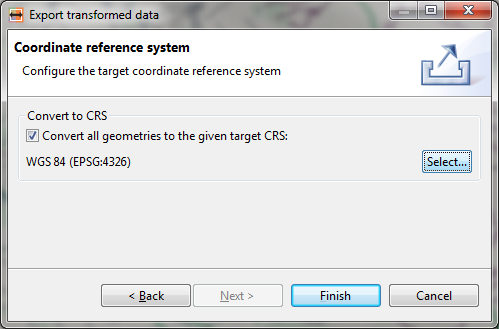 Export transformed data
Coordinate reference system
Configure the target coordinate reference system
Convert to CRS
Convert all geometries to the given target CRS:
WGS 84 (EPSG:4326) Select...
< Back Next > Finish Cancel